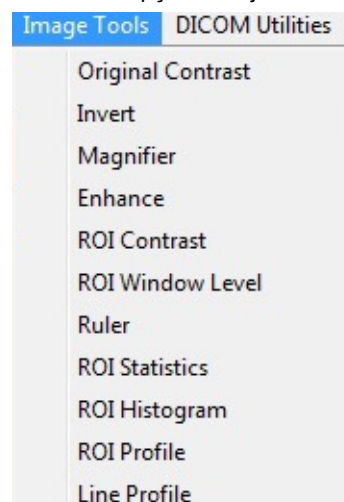 Image Tools DICOM Utilities
Original Contrast
Invert
Magnifier
Enhance
ROI Contrast
ROI Window Level
Ruler
ROI Statistics
ROI Histogram
ROI Profile
Line Profile